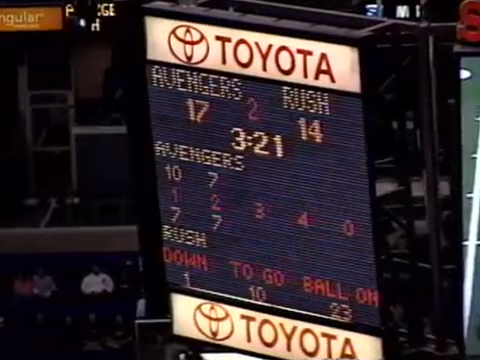 ngular
TOYOTA
AVENGERS 2 RUSH
17 14
3:21
AVENGERS
10 7
1 2 3 4 0
7 7
RUSH
DOWN TO GO BALL ON
1 10 23
TOYOTA